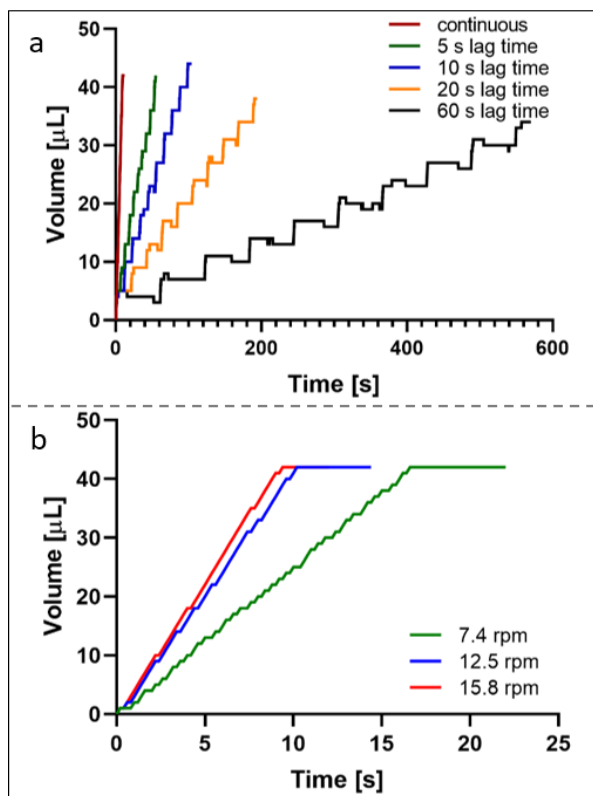 a
continuous
5 s lag time
10 s lag time
20 s lag time
60 s lag time
Volume [µL]
50
40
30
20
10
0
0 200 400 600
Time [s]
b
Volume [µL]
50
40
30
20
10
0
7.4 rpm
12.5 rpm
15.8 rpm
0 5 10 15 20 25
Time [s]